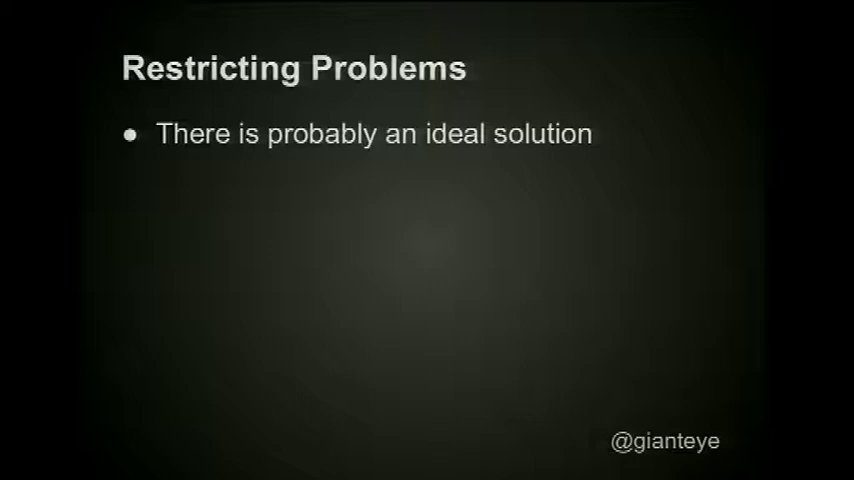 Restricting Problems
● There is probably an ideal solution
@gianteye